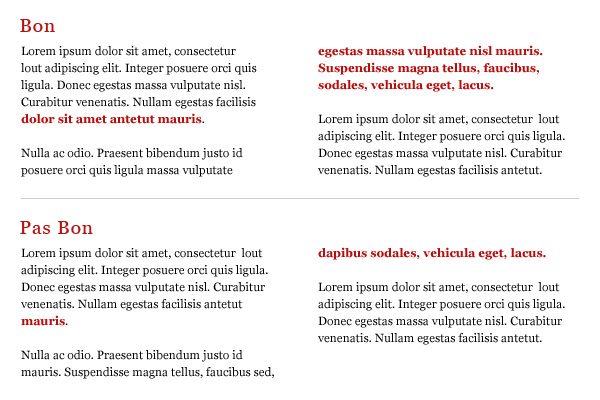 Bon
Lorem ipsum dolor sit amet, consectetur
lout adipiscing elit. Integer posuere orci quis
ligula. Donec egestas massa vulputate nisl.
Curabitur venenatis. Nullam egestas facilisis
dolor sit amet antetut mauris.
Nulla ac odio. Praesent bibendum justo id
posuere orci quis ligula massa vulputate
egestas massa vulputate nisl mauris.
Suspendisse magna tellus, faucibus,
sodales, vehicula eget, lacus.
Lorem ipsum dolor sit amet, consectetur lout
adipiscing elit. Integer posuere orci quis ligula.
Donec egestas massa vulputate nisl. Curabitur
venenatis. Nullam egestas facilisis antetut.
Pas Bon
Lorem ipsum dolor sit amet, consectetur lout
adipiscing elit. Integer posuere orci quis ligula.
Donec egestas massa vulputate nisl. Curabitur
venenatis. Nullam egestas facilisis antetut
mauris.
Nulla ac odio. Praesent bibendum justo id
mauris. Suspendisse magna tellus, faucibus sed,
dapibus sodales, vehicula eget, lacus.
Lorem ipsum dolor sit amet, consectetur lout
adipiscing elit. Integer posuere orci quis ligula.
Donec egestas massa vulputate nisl. Curabitur
venenatis. Nullam egestas facilisis antetut.